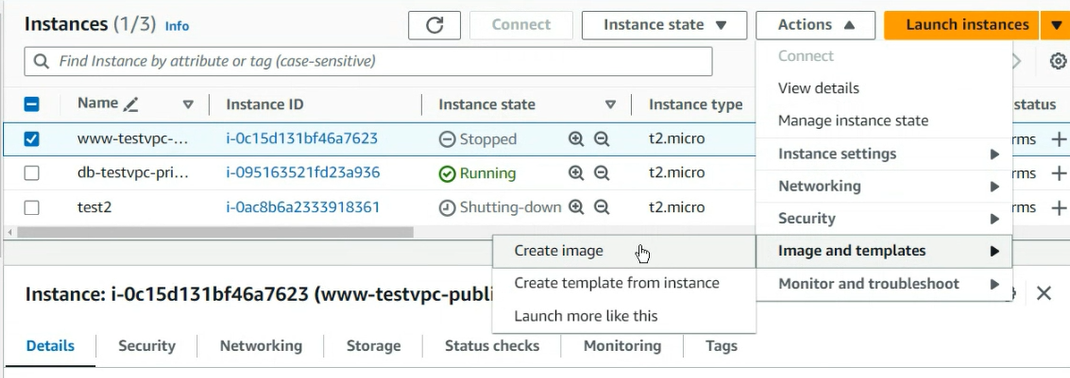 Instances (1/3) Info
Connect
Instance state
Actions
Launch instances
Find Instance by attribute or tag (case-sensitive)
Name
Instance ID
Instance state
Instance type
status
www-testvpc-...
i-0c15d131bf46a7623
Stopped
t2.micro
rms
db-testvpc-pri...
i-095163521fd23a936
Running
t2.micro
rms
test2
i-0ac8b6a2333918361
Shutting-down
t2.micro
rms
Connect
View details
Manage instance state
Instance settings
Networking
Security
Image and templates
Monitor and troubleshoot
Create image
Create template from instance
Launch more like this
Instance: i-0c15d131bf46a7623 (www-testvpc-publi
Details
Security
Networking
Storage
Status checks
Monitoring
Tags